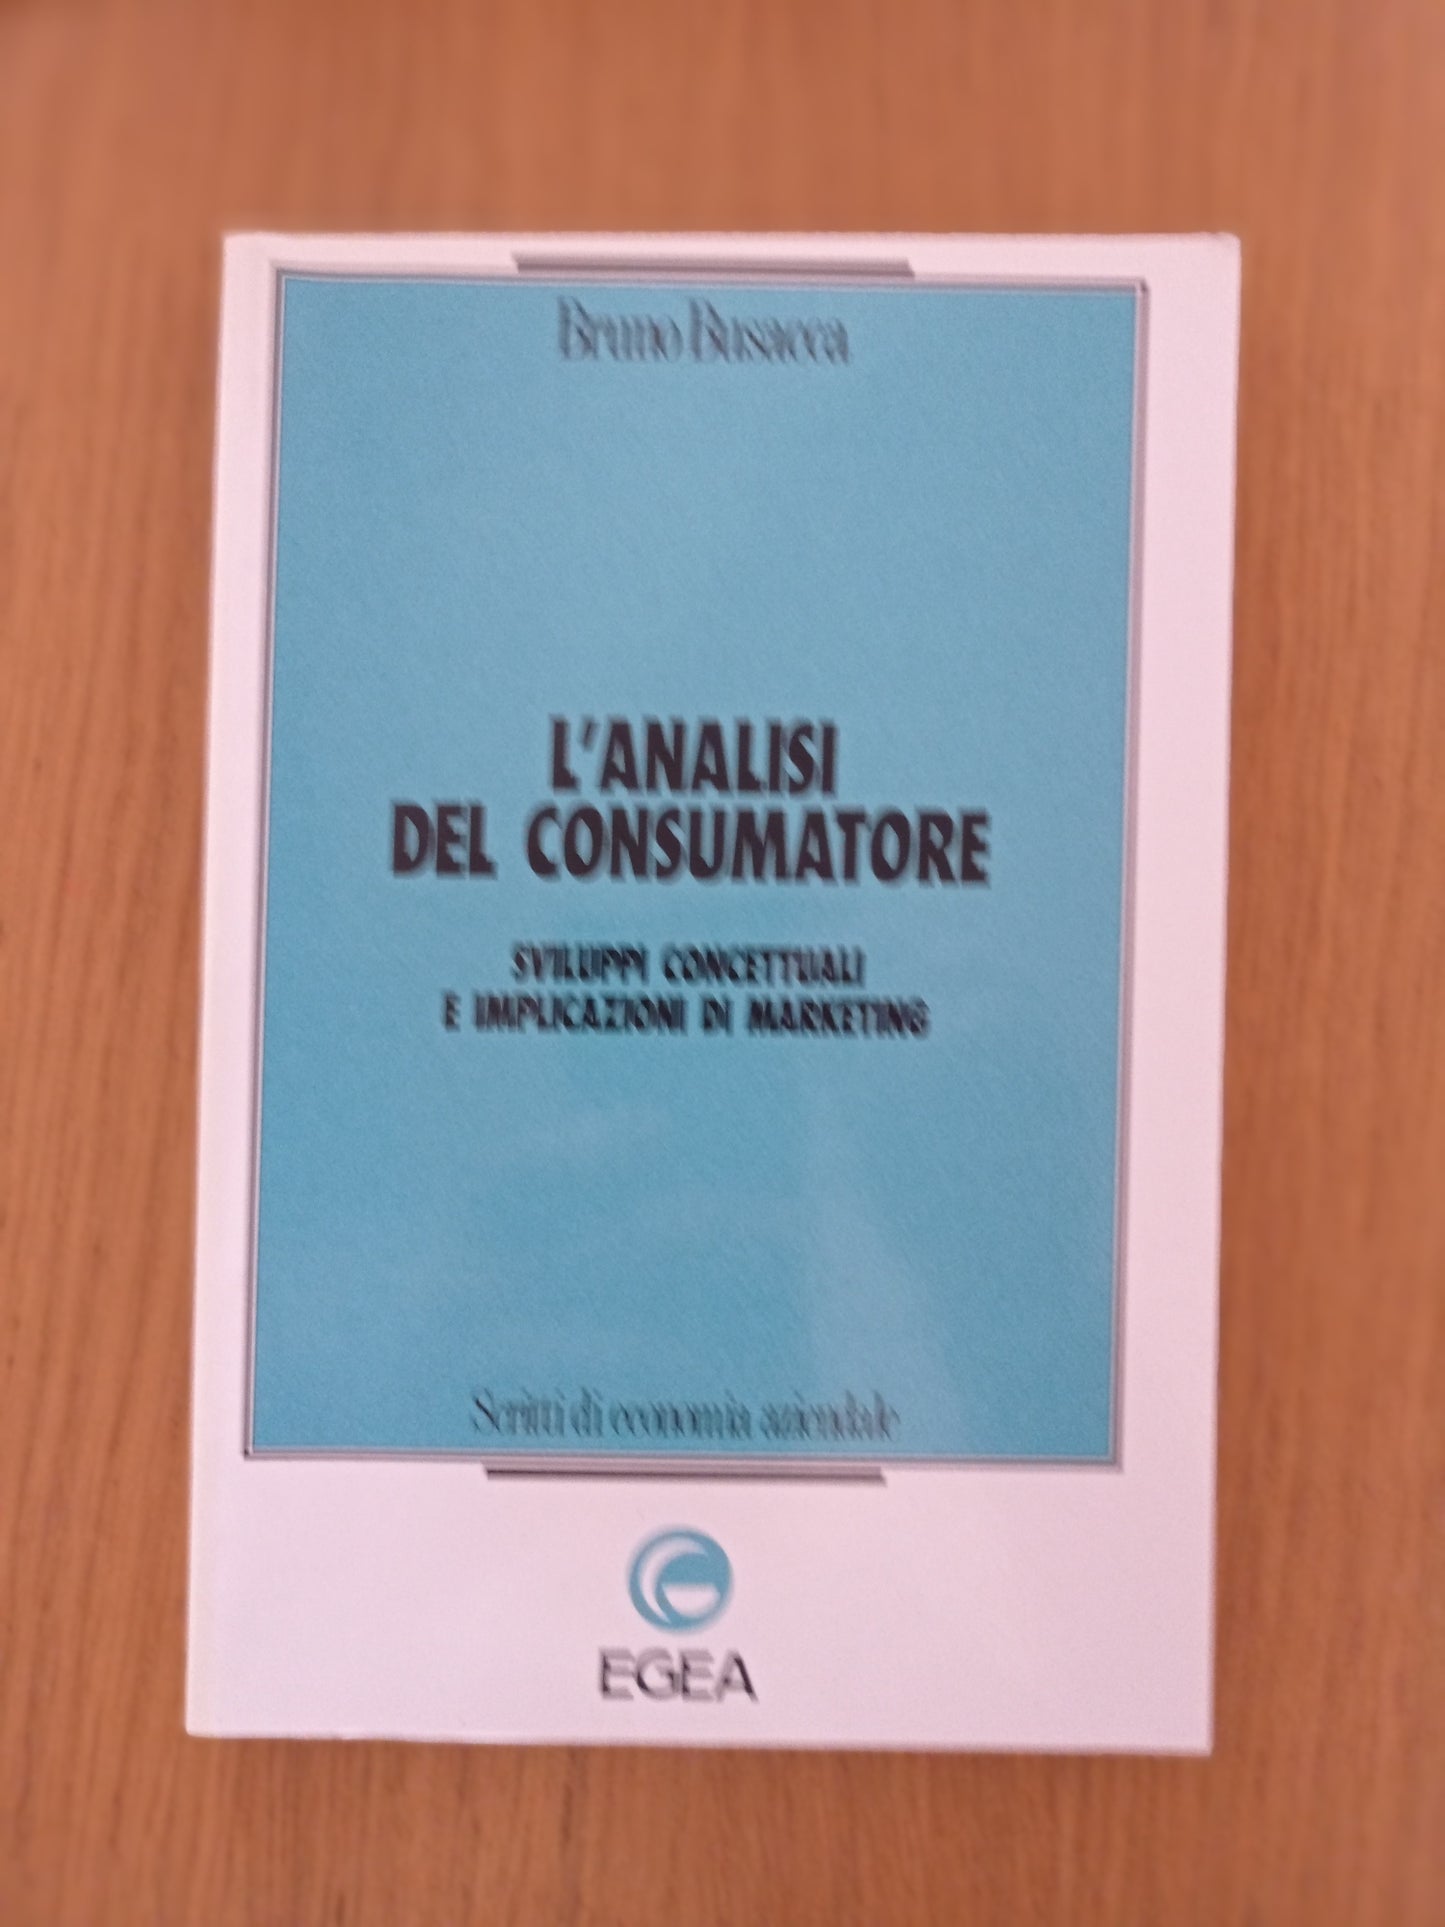 Bruno Busacca
L'ANALISI
DEL CONSUMATORE
SVILUPPI CONCETTUALI
E IMPLICAZIONI DI MARKETING
Scritti di economia aziendale
EGEA